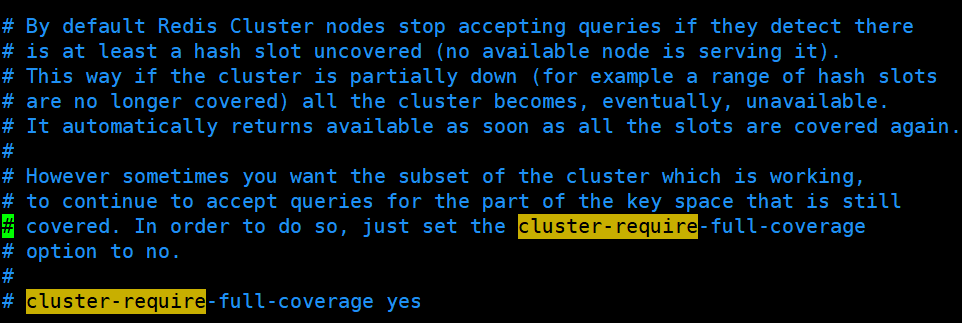 # By default Redis Cluster nodes stop accepting queries if they detect there
# is at least a hash slot uncovered (no available node is serving it).
# This way if the cluster is partially down (for example a range of hash slots
# are no longer covered) all the cluster becomes, eventually, unavailable.
# It automatically returns available as soon as all the slots are covered again.
#
# However sometimes you want the subset of the cluster which is working,
# to continue to accept queries for the part of the key space that is still
# covered. In order to do so, just set the cluster-require-full-coverage
# option to no.
#
# cluster-require-full-coverage yes